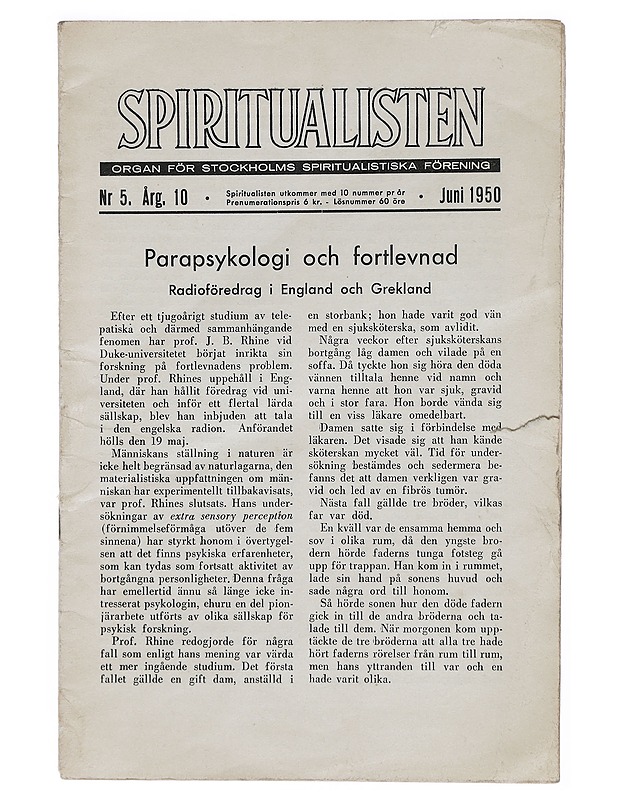 SPIRITUALISTEN
ORGAN FÖR STOCKHOLMS SPIRITUALISTISKA FÖRENING
Nr 5. Årg. 10 • Spiritualisten utkommer med 10 nummer pr år • Juni 1950
Prenumerationspris 6 kr. - Lösnummer 60 öre
Parapsykologi och fortlevnad
Radioföredrag i England och Grekland
Efter ett tjugoårigt studium av tele-
patiska och därmed sammanhängande
fenomen har prof. J. B. Rhine vid
Duke-universitetet börjat inrikta sin
forskning på fortlevnadens problem.
Under prof. Rhines uppehåll i Eng-
land, där han hållit föredrag vid uni-
versiteten och inför ett flertal lärda
sällskap, blev han inbjuden att tala
i den engelska radion. Anförandet
hölls den 19 maj.
Människans ställning i naturen är
icke helt begränsad av naturlagarna, den
materialistiska uppfattningen om män-
niskan har experimentellt tillbakavisats,
var prof. Rhines slutsats. Hans under-
sökningar av extra sensory perception
(förnimmelseförmåga utöver de fem
sinnena) har styrkt honom i övertygel-
sen att det finns psykiska erfarenheter,
som kan tydas som fortsatt aktivitet av
bortgångna personligheter. Denna fråga
har emellertid ännu så länge icke in-
tresserat psykologin, churu en del pion-
järarbete utförts av olika sällskap för
psykisk forskning.
Prof. Rhine redogjorde för några
fall som enligt hans mening var värda
ett mer ingående studium. Det första
fallet gällde en gift dam, anställd i
en storbank; hon hade varit god vän
med en sjuksköterska, som avlidit.
Några veckor efter sjuksköterskans
bortgång låg damen och vilade på en
soffa. Då tyckte hon sig höra den döda
vännen tilltala henne vid namn och
varna henne att hon var sjuk, gravid
och i stor fara. Hon borde vända sig
till en viss läkare omedelbart.
Damen satte sig i förbindelse med
läkaren. Det visade sig att han kände
sköterskan mycket väl. Tid för under-
sökning bestämdes och sedermera be-
fanns det att damen verkligen var gra-
vid och led av en fibrös tumör.
Nästa fall gällde tre bröder, vilkas
far var död.
En kväll var de ensamma hemma och
sov i olika rum, då den yngste bro-
dern hörde faderns tunga fotsteg gå
upp för trappan. Han kom in i rummet,
lade sin hand på sonens huvud och
sade några ord till honom.
Så hörde sonen hur den döde fadern
gick in till de andra bröderna och ta-
lade till dem. När morgonen kom upp-
täckte de tre bröderna att alla tre hade
hört faderns rörelser från rum till rum,
men hans yttranden till var och en
hade varit olika.